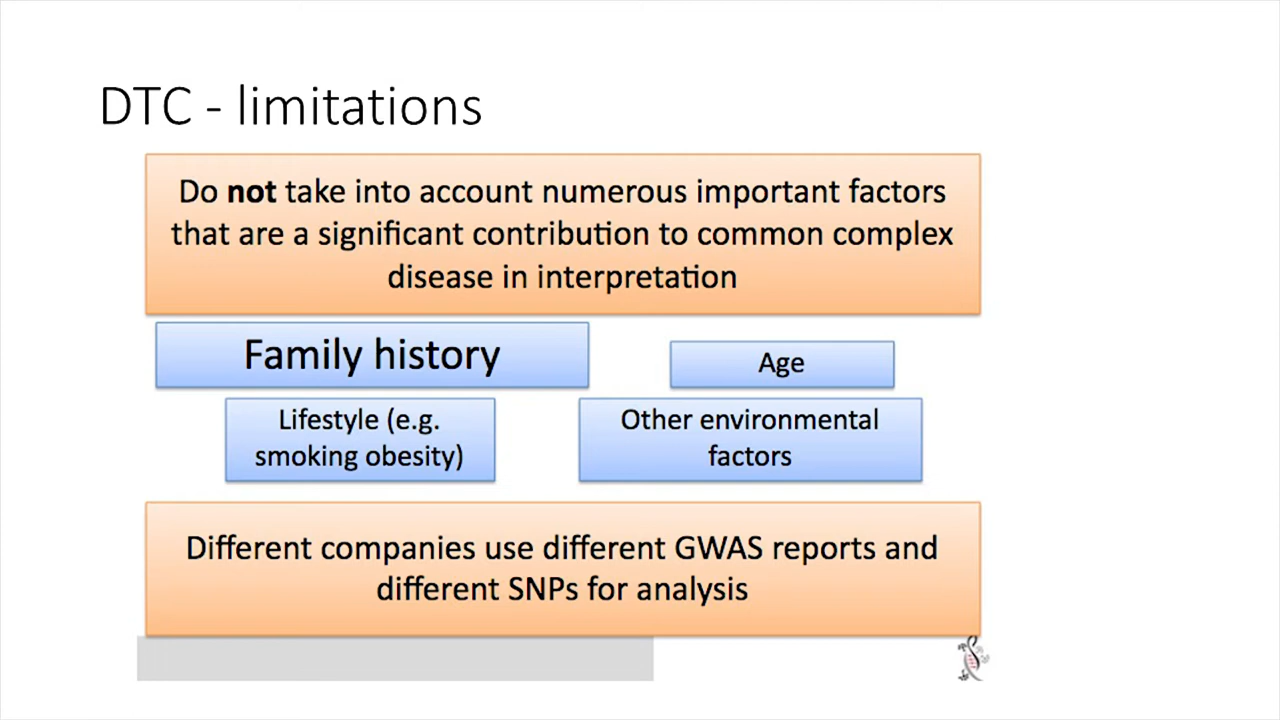 DTC - limitations
Do not take into account numerous important factors
that are a significant contribution to common complex
disease in interpretation
Family history
Age
Lifestyle (e.g.
smoking obesity)
Other environmental
factors
Different companies use different GWAS reports and
different SNPs for analysis